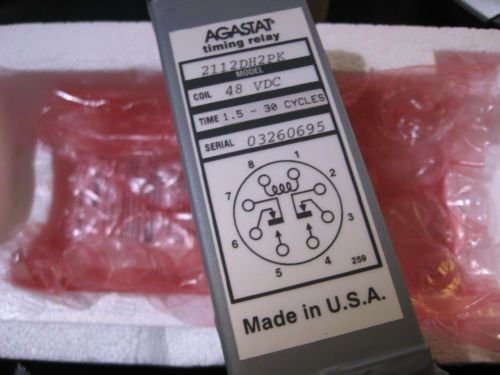 AGASTAT®
timing relay
2112DH2PK
MODEL
COIL 48 VDC
TIME 1.5 - 30 CYCLES
SERIAL 03260695
8 1
7 2
6 3
5 4
259
Made in U.S.A.